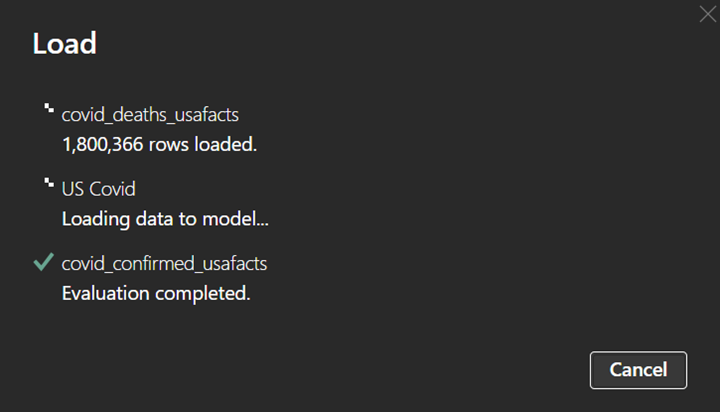 Load
covid_deaths_usafacts
1,800,366 rows loaded.
US Covid
Loading data to model...
covid_confirmed_usafacts
Evaluation completed.
Cancel